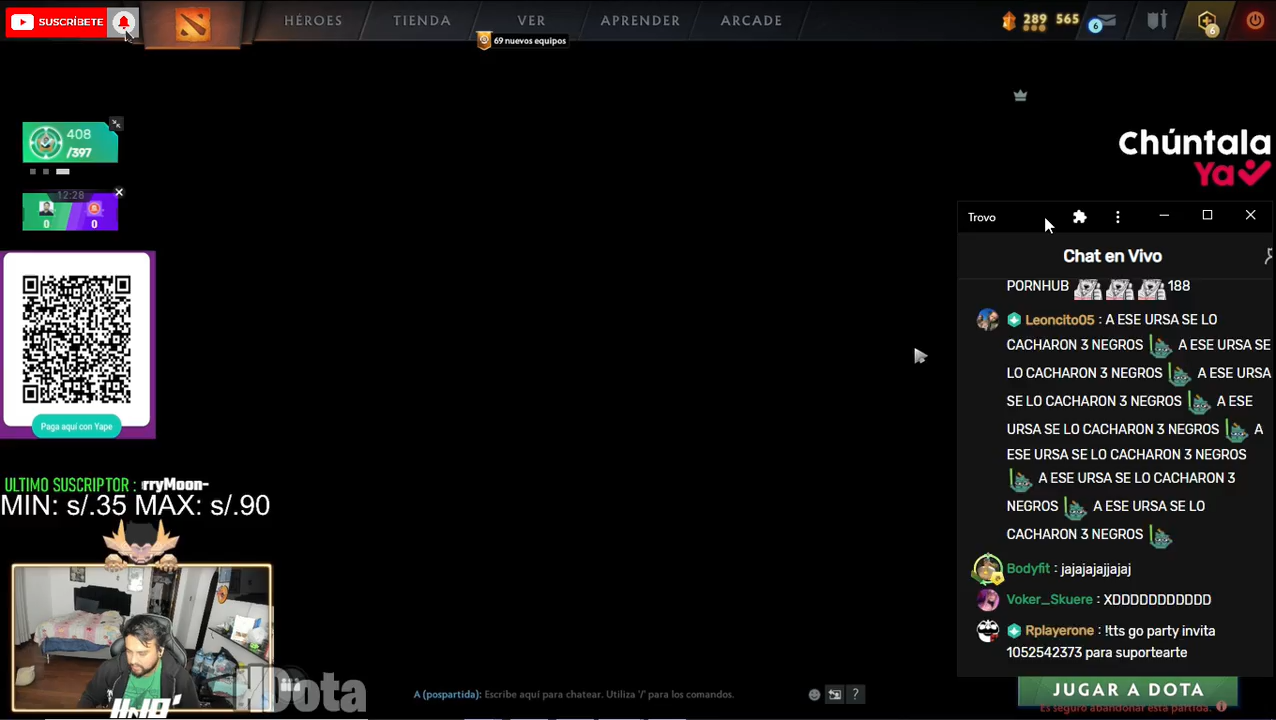 SUSCRÍBETE
HÉROES
TIENDA
VER
APRENDER
ARCADE
289
565
6
6
69 nuevos equipos
408
/397
12:28
0
0
Chúntala
Ya
Trovo
Chat en Vivo
PORNHUB 188
Leoncito05 : A ESE URSA SE LO
CACHARON 3 NEGROS A ESE URSA SE
LO CACHARON 3 NEGROS A ESE URSA
SE LO CACHARON 3 NEGROS A ESE
URSA SE LO CACHARON 3 NEGROS A
ESE URSA SE LO CACHARON 3 NEGROS
A ESE URSA SE LO CACHARON 3
NEGROS A ESE URSA SE LO
CACHARON 3 NEGROS
Bodyfit : jajajajajjajaj
Voker_Skuere : XDDDDDDDDDDD
Rplayerone : !tts go party invita
1052542373 para suportearte
Paga aquí con Yape
ULTIMO SUSCRIPTOR : rryMoon-
MIN: s/.35 MAX: s/.90
Dota
A (pospartida): Escribe aquí para chatear. Utiliza '/' para los comandos.
?
JUGAR A DOTA
Es seguro abandonar esta partida.